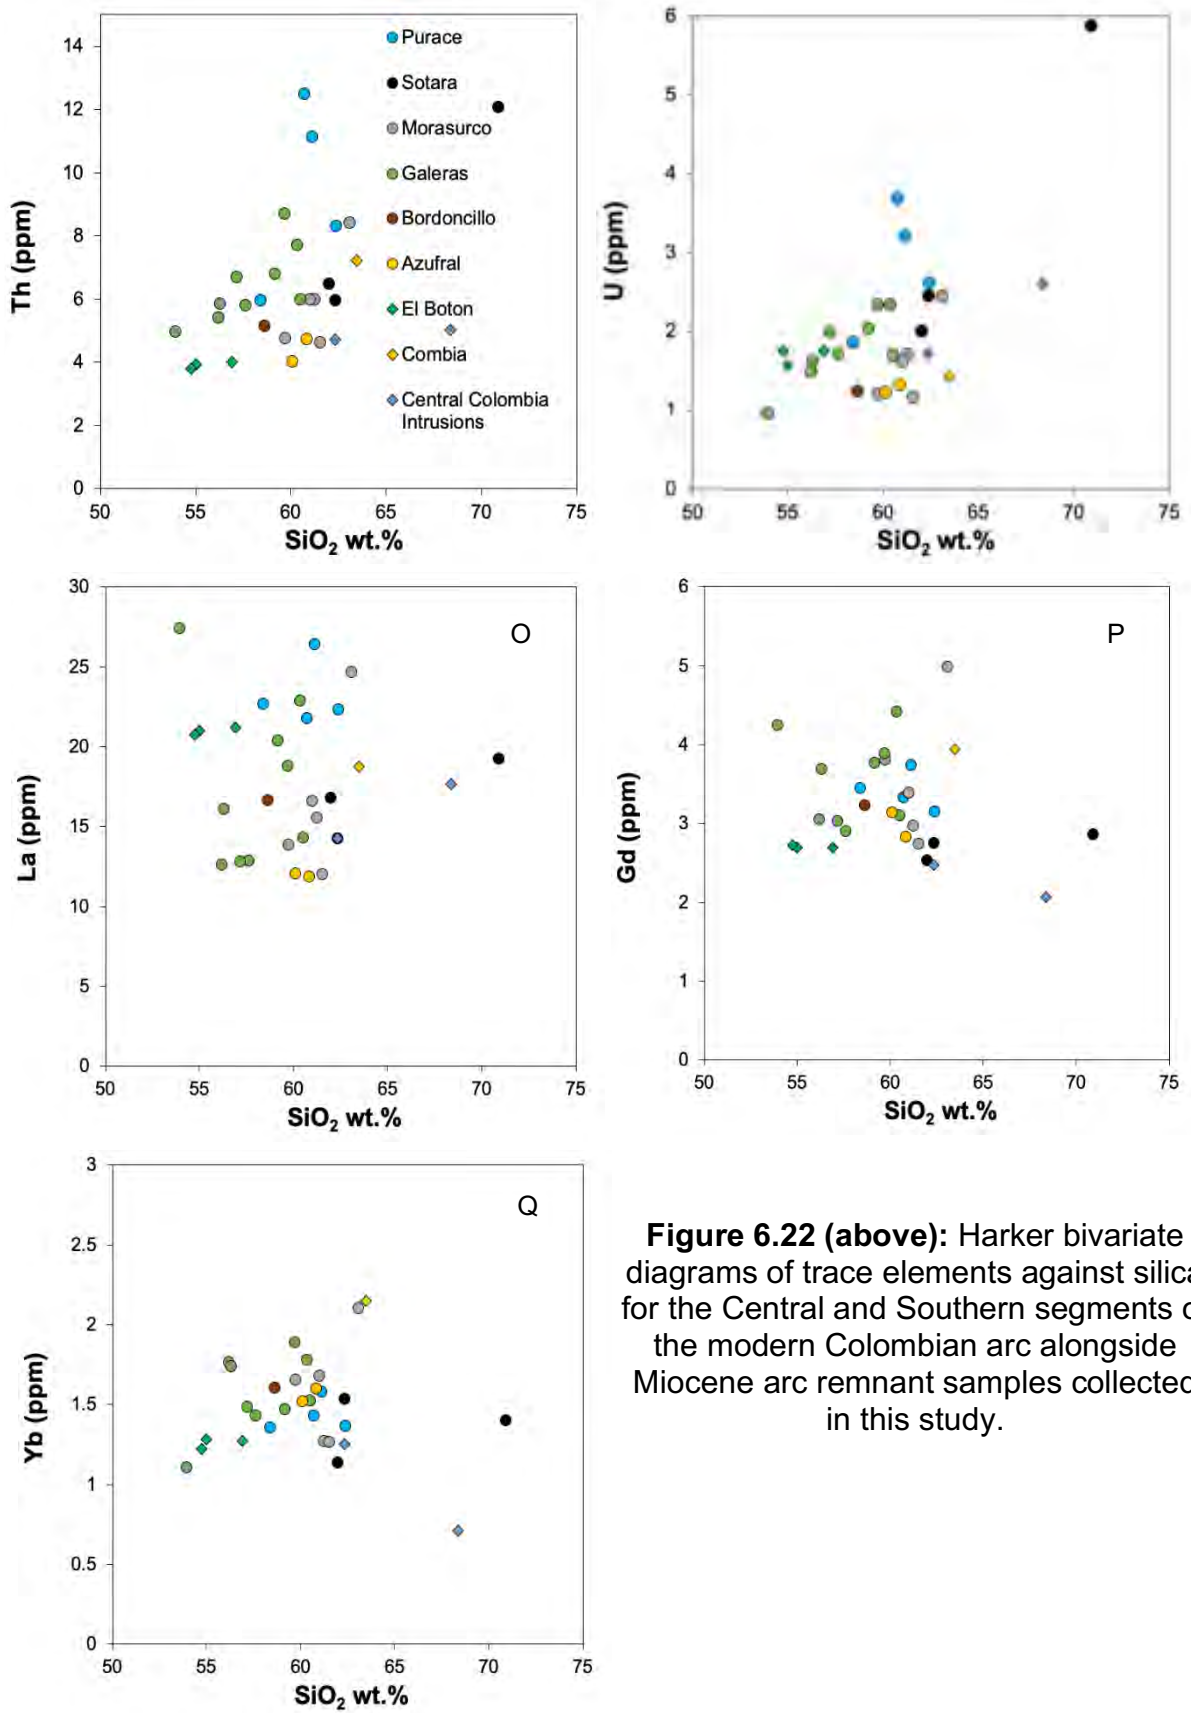 14
12
10
8
6
4
2
0
50
55
60
65
70
75
Th (ppm)
SiO₂ wt.%
Purace
Sotara
Morasurco
Galeras
Bordoncillo
Azufral
El Boton
Combia
Central Colombia
Intrusions
6
5
4
3
2
1
0
50
55
60
65
70
75
U (ppm)
SiO₂ wt.%
30
25
20
15
10
5
0
50
55
60
65
70
75
La (ppm)
SiO₂ wt.%
O
6
5
4
3
2
1
0
50
55
60
65
70
75
Gd (ppm)
SiO₂ wt.%
P
3
2.5
2
1.5
1
0.5
0
50
55
60
65
70
75
Yb (ppm)
SiO₂ wt.%
Q
Figure 6.22 (above): Harker bivariate
diagrams of trace elements against silica
for the Central and Southern segments o
the modern Colombian arc alongside
Miocene arc remnant samples collected
in this study.